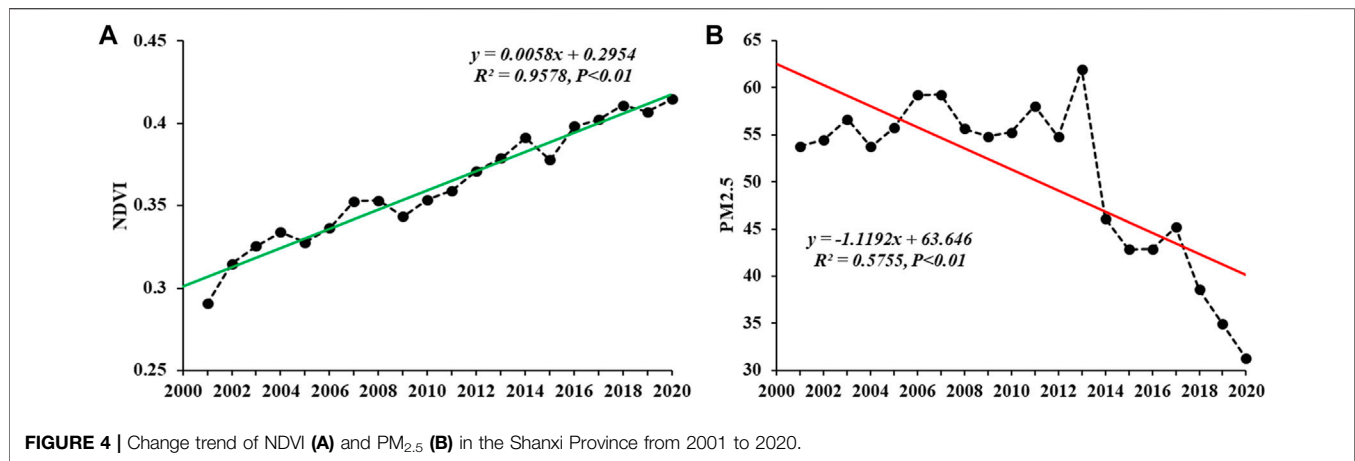 A
0.45
0.4
0.35
0.3
0.25
NDVI
y = 0.0058x + 0.2954
R² = 0.9578, P<0.01
2000 2002 2004 2006 2008 2010 2012 2014 2016 2018 2020
B
65
60
55
50
45
40
35
30
PM2.5
y = -1.1192x + 63.646
R² = 0.5755, P<0.01
2000 2002 2004 2006 2008 2010 2012 2014 2016 2018 2020
FIGURE 4 | Change trend of NDVI (A) and PM2.5 (B) in the Shanxi Province from 2001 to 2020.